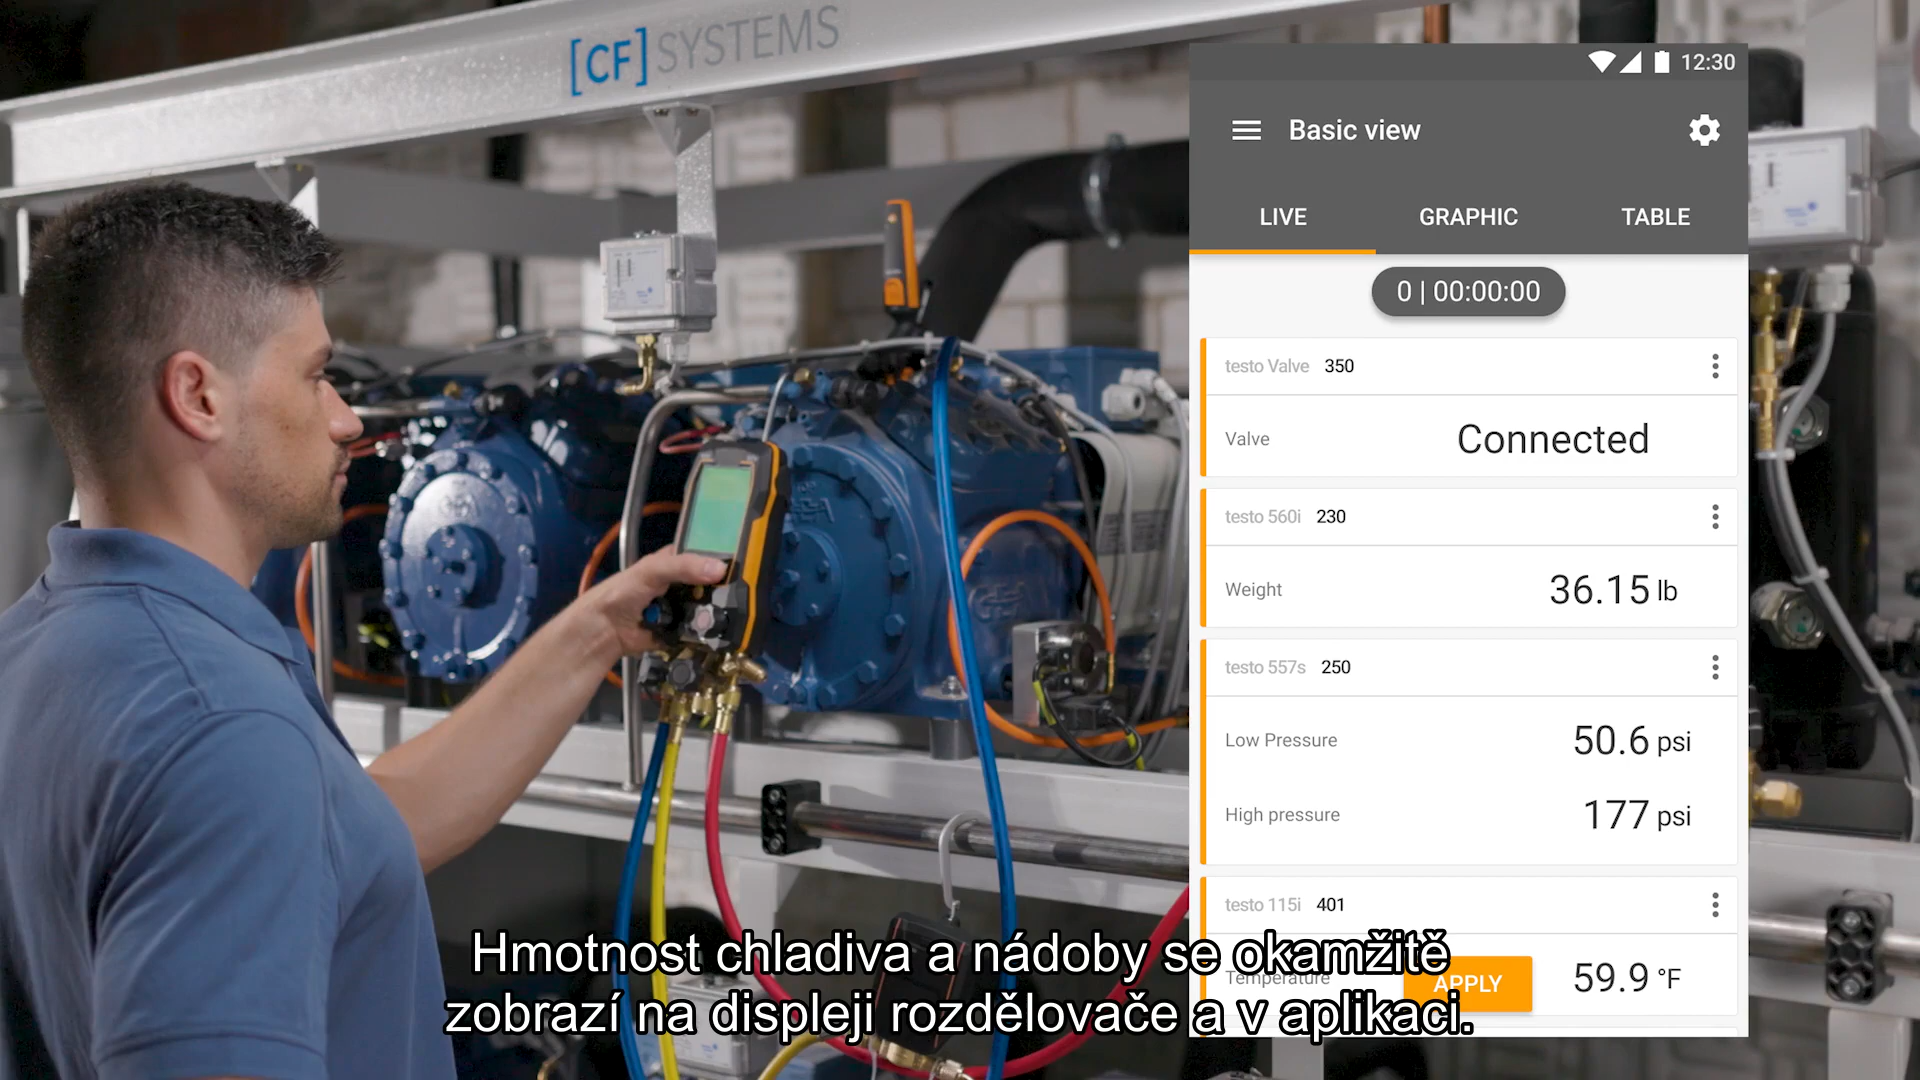 [CF] SYSTEMS
12:30
Basic view
LIVE GRAPHIC TABLE
0 | 00:00:00
testo Valve 350
Valve Connected
testo 560i 230
Weight 36.15 lb
testo 557s 250
Low Pressure 50.6 psi
High pressure 177 psi
testo 115i 401
Temperature APPLY 59.9 °F
Hmotnost chladiva a nádoby se okamžitě
zobrazí na displeji rozdělovače a v aplikaci.